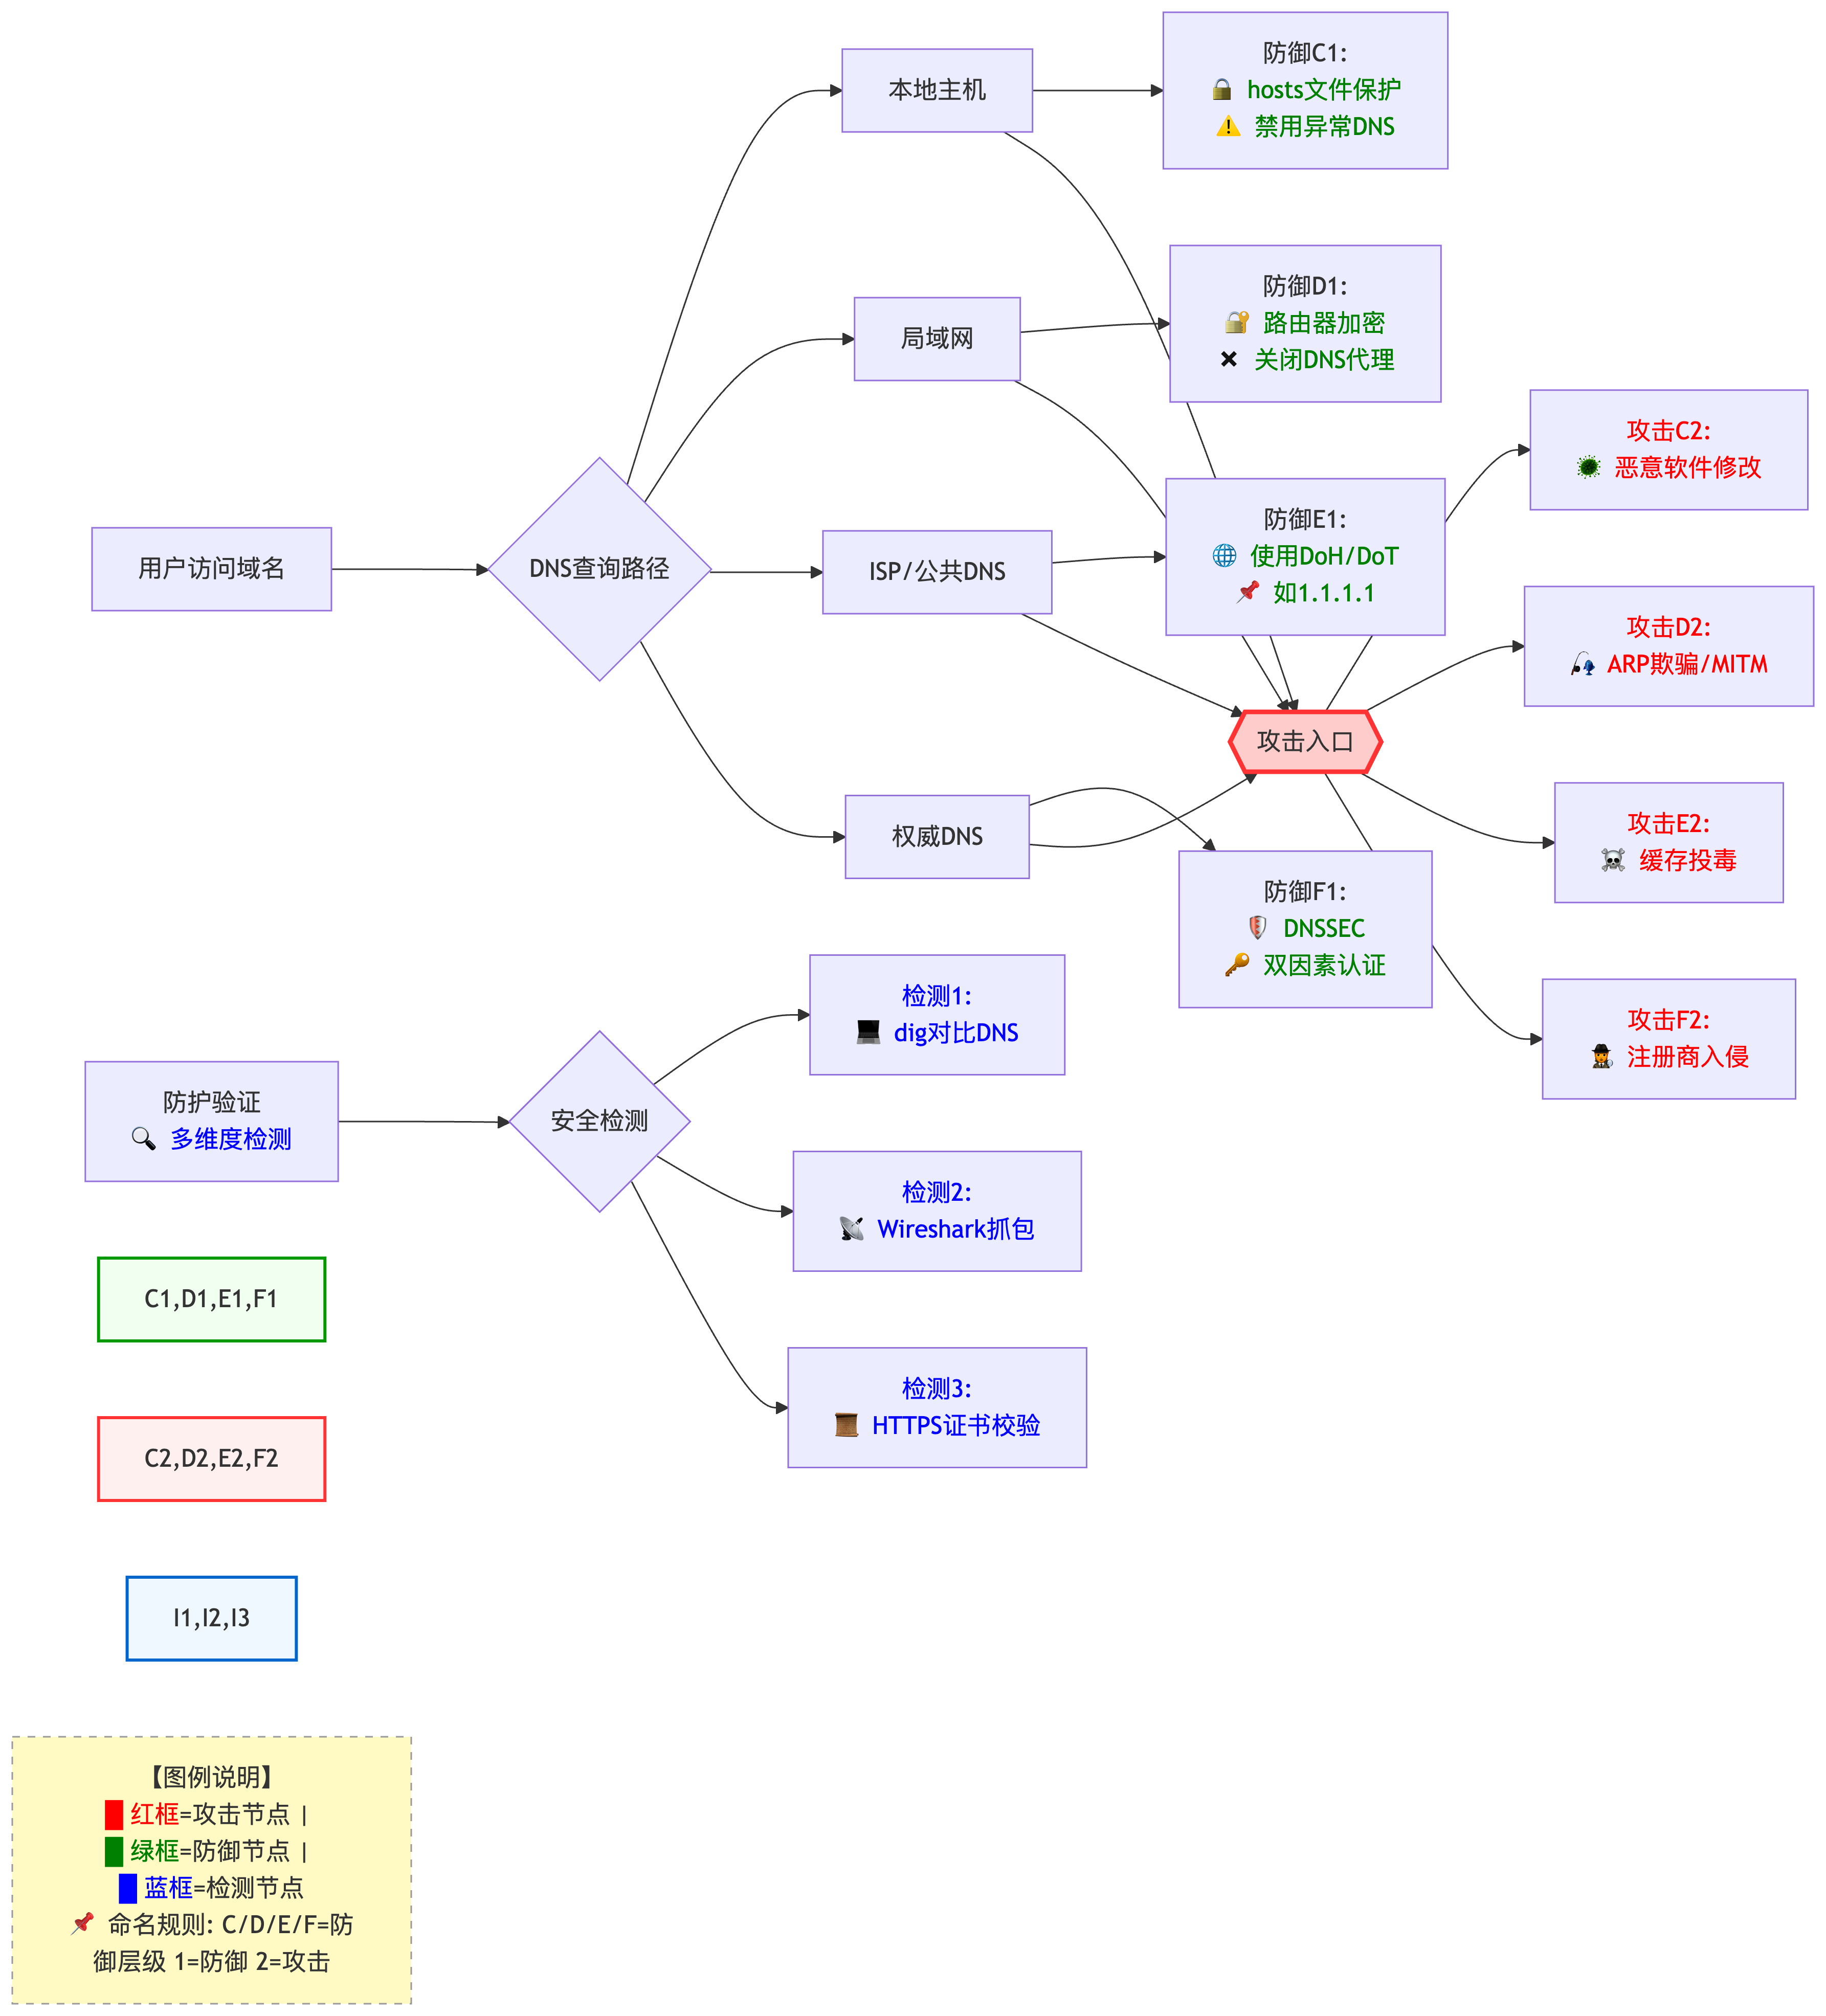 用户访问域名
DNS查询路径
本地主机
局域网
ISP/公共DNS
权威DNS
防御C1:
🔒 hosts文件保护
⚠️ 禁用异常DNS
防御D1:
🔐 路由器加密
✖ 关闭DNS代理
防御E1:
🌐 使用DoH/DoT
📌 如1.1.1.1
攻击入口
防御F1:
🛡️ DNSSEC
🔑 双因素认证
攻击C2:
🦠 恶意软件修改
攻击D2:
🎣 ARP欺骗/MITM
攻击E2:
☠️ 缓存投毒
攻击F2:
🕵️ 注册商入侵
防护验证
🔍 多维度检测
安全检测
检测1:
💻 dig对比DNS
检测2:
📡 Wireshark抓包
检测3:
📜 HTTPS证书校验
C1,D1,E1,F1
C2,D2,E2,F2
I1,I2,I3
【图例说明】
█ 红框=攻击节点 |
█ 绿框=防御节点 |
█ 蓝框=检测节点
📌 命名规则: C/D/E/F=防
御层级 1=防御 2=攻击